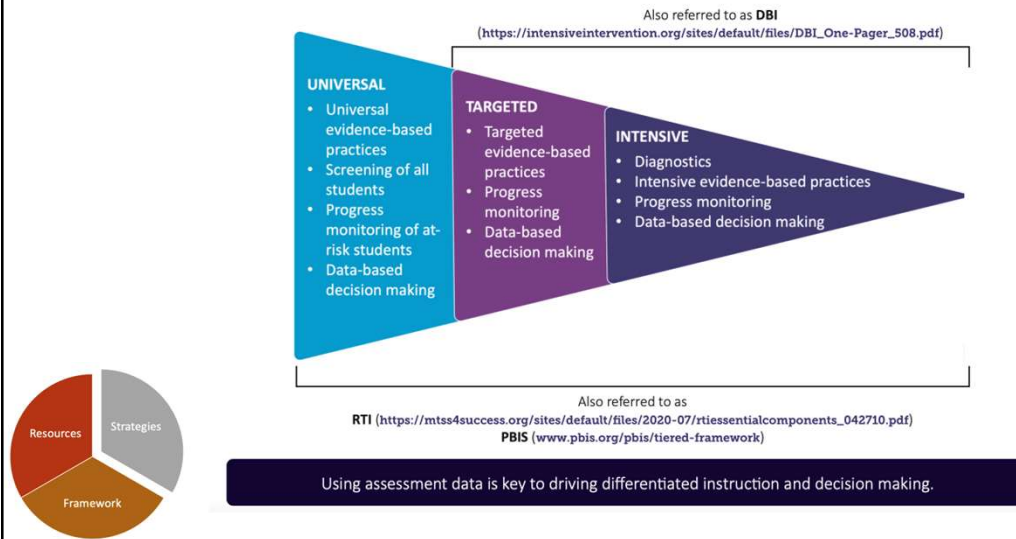 Also referred to as DBI
(https://intensiveintervention.org/sites/default/files/DBI_One-Pager_508.pdf)
UNIVERSAL
• Universal
evidence-based
practices
• Screening of all
students
• Progress
monitoring of at-
risk students
• Data-based
decision making
TARGETED
• Targeted
evidence-based
practices
• Progress
monitoring
• Data-based
decision making
INTENSIVE
• Diagnostics
• Intensive evidence-based practices
• Progress monitoring
• Data-based decision making
Also referred to as
RTI (https://mtss4success.org/sites/default/files/2020-07/rtiessentialcomponents_042710.pdf)
PBIS (www.pbis.org/pbis/tiered-framework)
Resources
Strategies
Framework
Using assessment data is key to driving differentiated instruction and decision making.